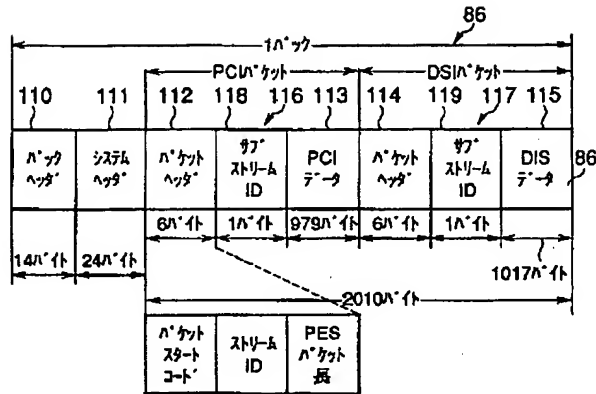 86
1パック
PCIパケット
DSIパケット
110
111
112
118
116
113
114
119
117
115
パック
ヘッダ
システム
ヘッダ
パケット
ヘッダ
サブ
ストリーム
ID
PCI
データ
パケット
ヘッダ
サブ
ストリーム
ID
DIS
データ
86
6バイト
1バイト
979バイト
6バイト
1バイト
14バイト
24バイト
1017バイト
2010バイト
パケット
スタート
コード
ストリーム
ID
PES
パケット
長